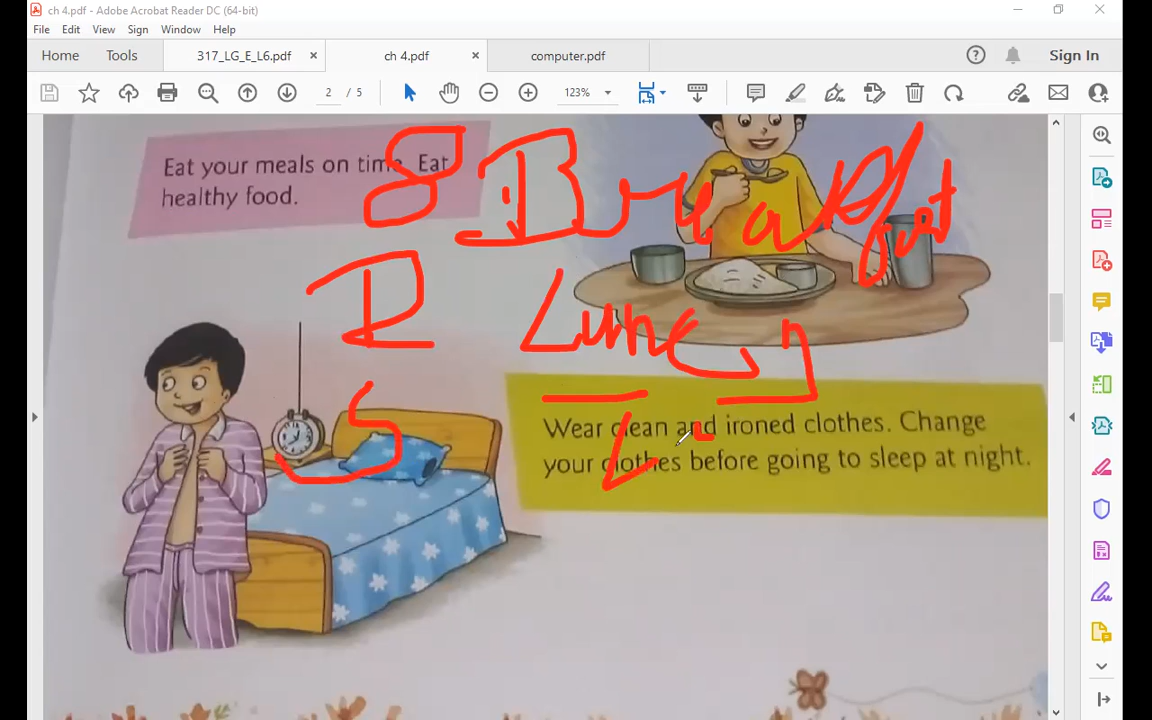 ch 4.pdf - Adobe Acrobat Reader DC (64-bit)
File Edit View Sign Window Help
Home Tools 317_LG_E_L6.pdf ch 4.pdf computer.pdf Sign In
2 / 5 123%
Eat your meals on time. Eat
healthy food.
8 Breakfast
Lunch
5
Wear clean and ironed clothes. Change
your clothes before going to sleep at night.